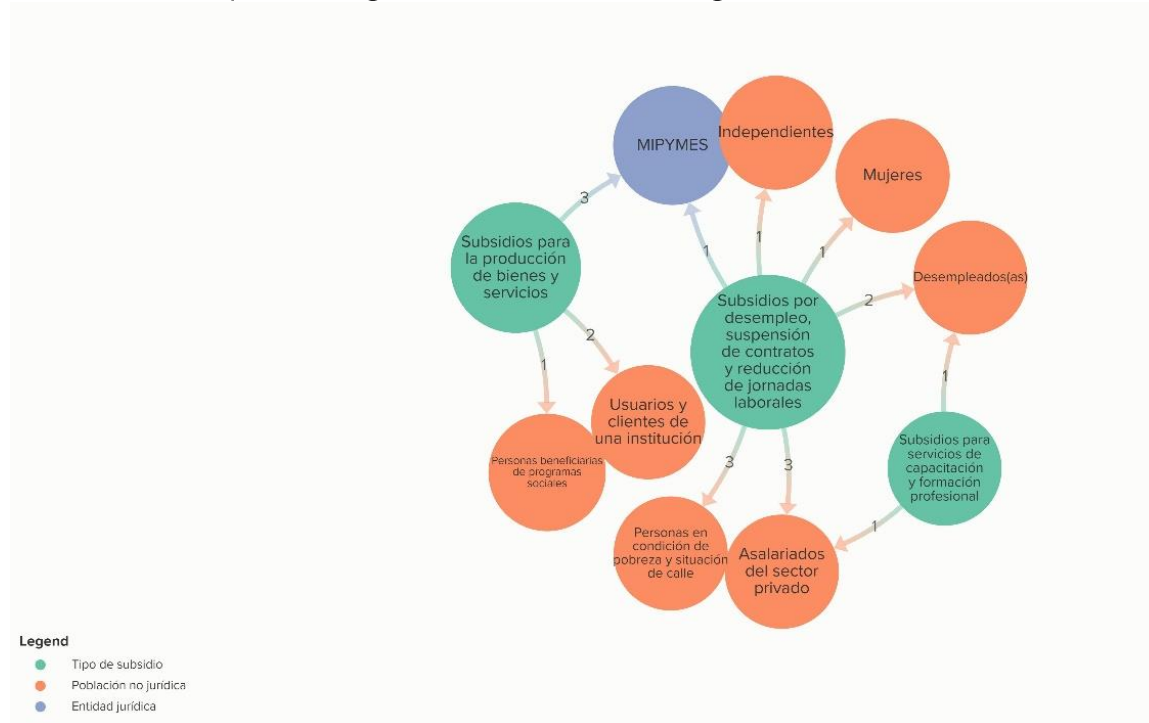 MIPYMES
Independientes
Mujeres
Desempleados(as)
Subsidios para
la producción
de bienes y
servicios
Subsidios por
desempleo,
suspensión
de contratos
y reducción
de jornadas
laborales
Usuarios y
clientes de
una institución
Personas beneficiarias
de programas
sociales
Subsidios para
servicios de
capacitación
y formación
profesional
Personas en
condición de
pobreza y situación
de calle
Asalariados
del sector
privado
3
1
1
1
2
2
1
1
3
3
1
Legend
Tipo de subsidio
Población no jurídica
Entidad jurídica